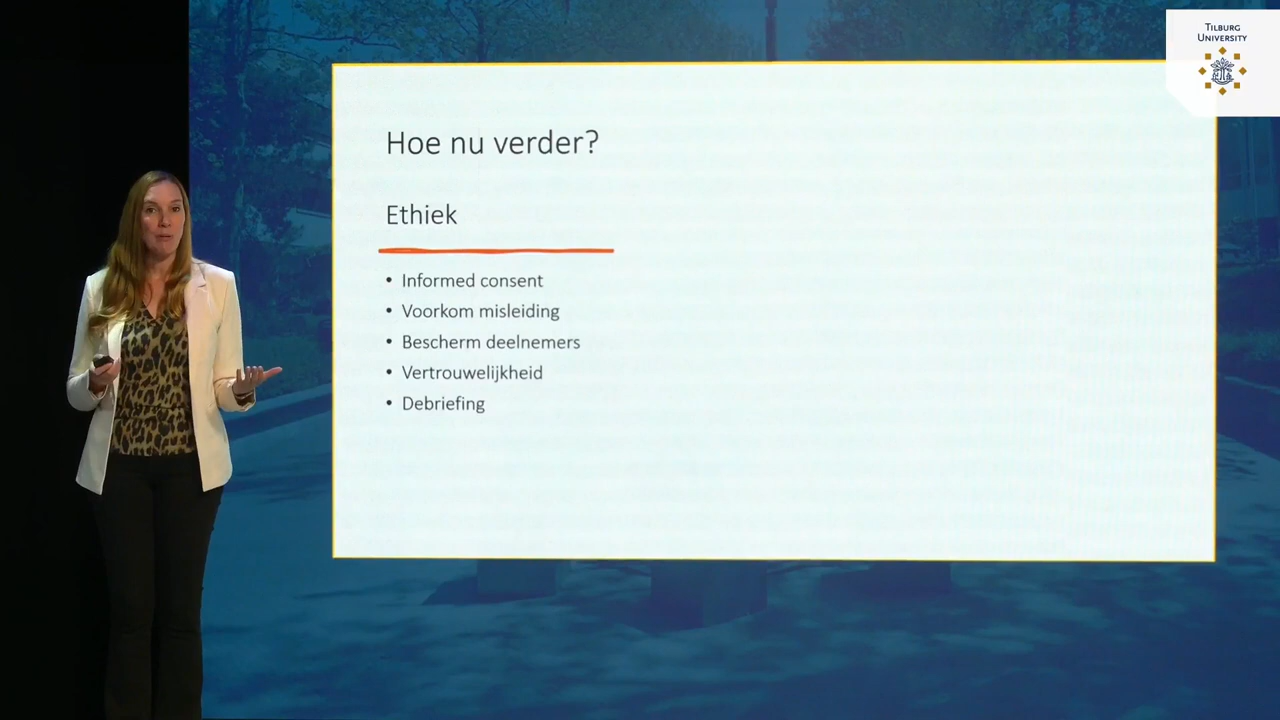 TILBURG
UNIVERSITY
Hoe nu verder?
Ethiek
• Informed consent
• Voorkom misleiding
• Bescherm deelnemers
• Vertrouwelijkheid
• Debriefing